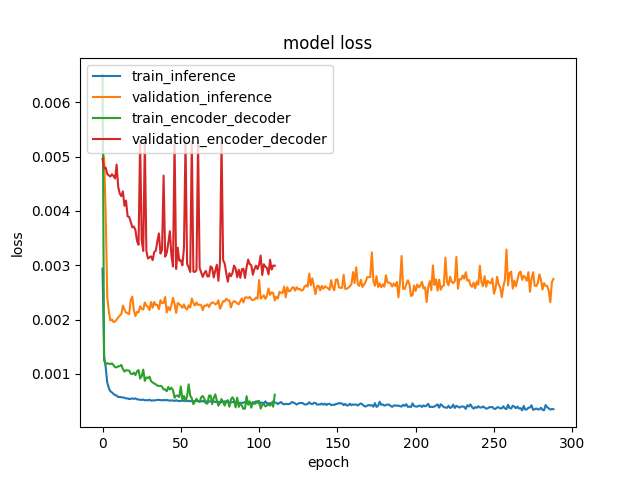 model loss
train_inference
validation_inference
train_encoder_decoder
validation_encoder_decoder
0.006
0.005
0.004
0.003
0.002
0.001
loss
0 50 100 150 200 250 300
epoch